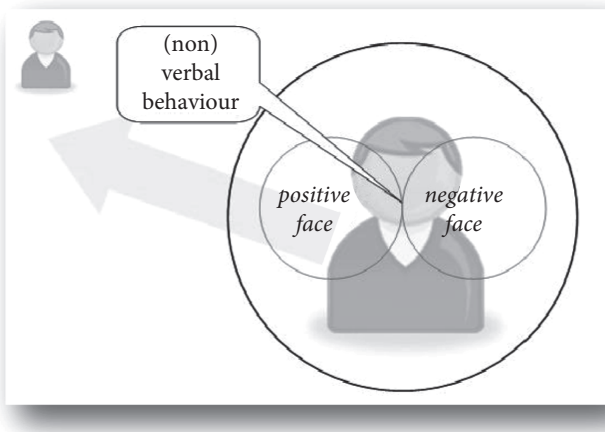 (non)
verbal
behaviour
positive
face
negative
face